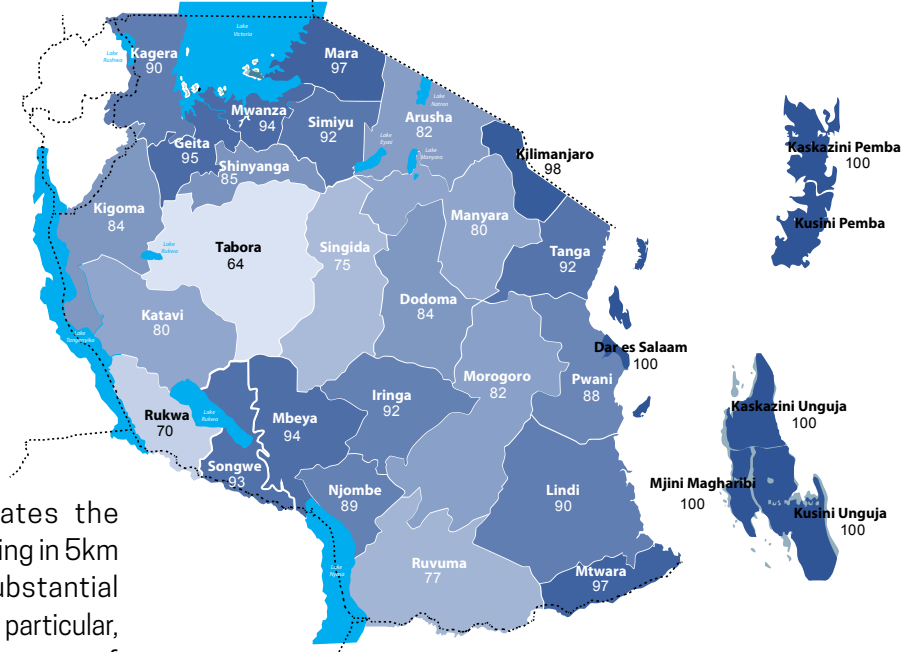 Lake
Victoria
Lake
Rushwa
Kagera
90
Mara
97
Mwanza
94
Simiyu
92
Lake
Natron
Arusha
82
Geita
95
Lake
Eyasi
Lake
Manyara
Shinyanga
85
Kilimanjaro
98
Kaskazini Pemba
100
Kusini Pemba
Kigoma
84
Manyara
80
Lake
Rukwa
Tabora
64
Singida
75
Tanga
92
Dodoma
84
Katavi
80
Lake
Tanganyika
Dar es Salaam
100
Morogoro
82
Pwani
88
Iringa
92
Rukwa
70
Lake
Rukwa
Mbeya
94
Kaskazini Unguja
100
Songwe
93
Njombe
89
Lindi
90
Mjini Magharibi
100
Kusini Unguja
100
ates the
ing in 5km
ubstantial
particular,
Lake
Nyasa
Ruvuma
77
Mtwara
97